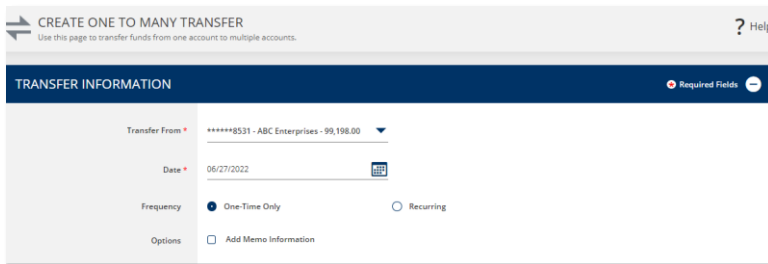 CREATE ONE TO MANY TRANSFER
Use this page to transfer funds from one account to multiple accounts.
? Help
TRANSFER INFORMATION
Required Fields
Transfer From * ******8531 - ABC Enterprises - 99,198.00
Date * 06/27/2022
Frequency One-Time Only Recurring
Options Add Memo Information